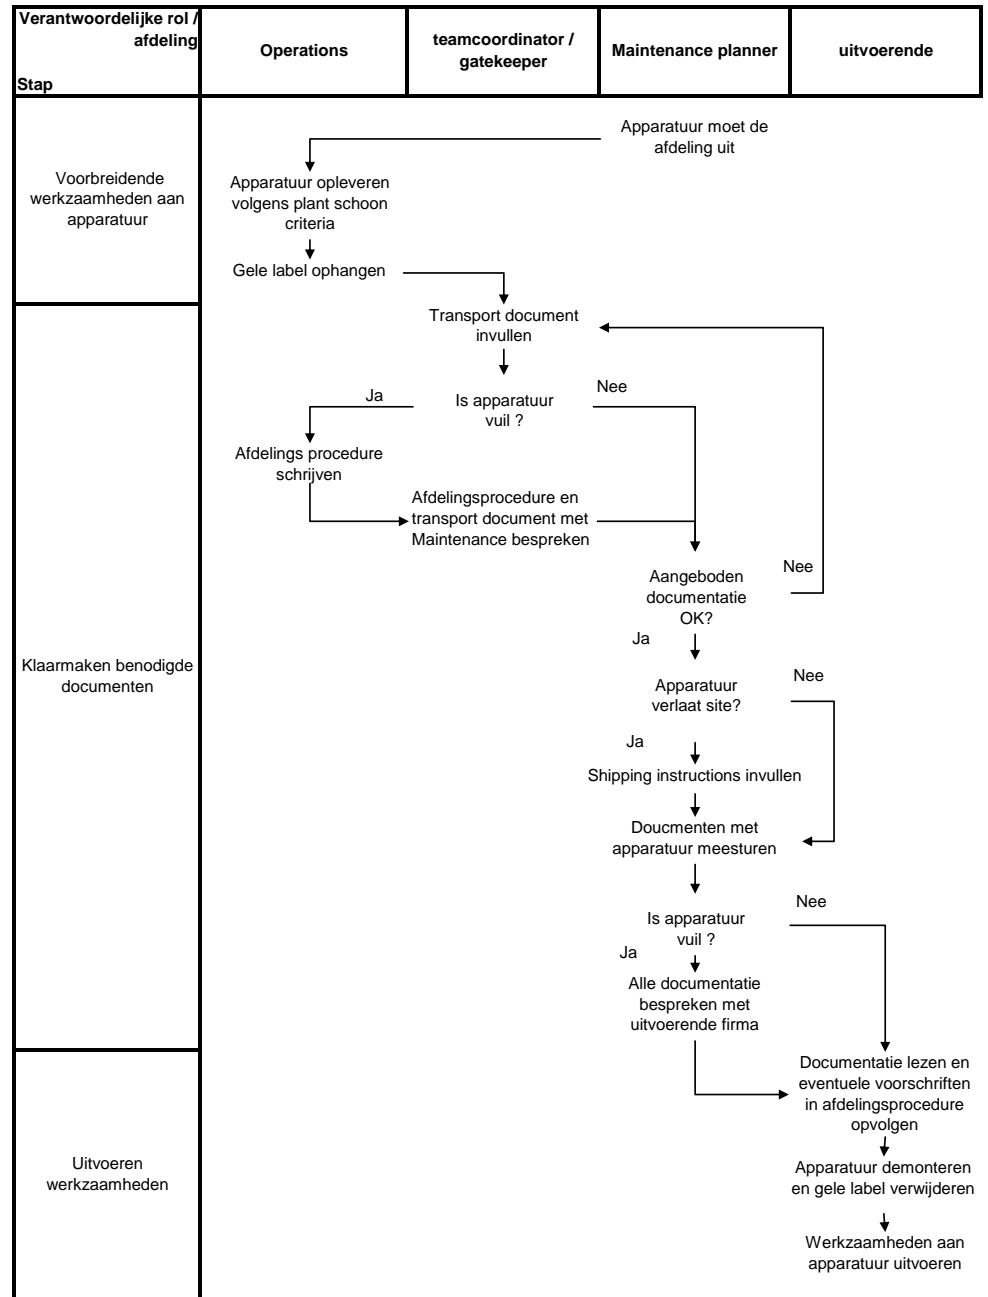 Verantwoordelijke rol /
afdeling
Stap
Operations
teamcoordinator /
gatekeeper
Maintenance planner
uitvoerende
Voorbreidende
werkzaamheden aan
apparatuur
Apparatuur moet de
afdeling uit
Apparatuur opleveren
volgens plant schoon
criteria
Gele label ophangen
Klaarmaken benodigde
documenten
Transport document
invullen
Is apparatuur
vuil ?
Ja
Nee
Afdelings procedure
schrijven
Afdelingsprocedure en
transport document met
Maintenance bespreken
Aangeboden
documentatie
OK?
Nee
Ja
Apparatuur
verlaat site?
Nee
Ja
Shipping instructions invullen
Doucmenten met
apparatuur meesturen
Is apparatuur
vuil ?
Nee
Ja
Alle documentatie
bespreken met
uitvoerende firma
Uitvoeren
werkzaamheden
Documentatie lezen en
eventuele voorschriften
in afdelingsprocedure
opvolgen
Apparatuur demonteren
en gele label verwijderen
Werkzaamheden aan
apparatuur uitvoeren